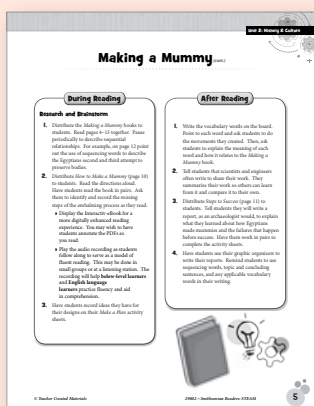 Unit 2: History & Culture
Making a Mummy (cont.)
During Reading
Research and Brainstorm
1. Distribute the Making a Mummy books to
students. Read pages 4–13 together. Pause
periodically to describe sequential
relationships. For example, on page 12 point
out the use of sequencing words to describe
the Egyptians second and third attempt to
preserve bodies.
2. Distribute How to Make a Mummy (page 10)
to students. Read the directions aloud.
Have students read the book in pairs. Ask
them to identify and record the missing
steps of the embalming process as they read.
• Display the Interactiv-eBook for a
more digitally enhanced reading
experience. You may wish to have
students annotate the PDFs as
you read.
• Play the audio recording as students
follow along to serve as a model of
fluent reading. This may be done in
small groups or at a listening station. The
recording will help below-level learners
and English language
learners practice fluency and aid
in comprehension.
3. Have students record ideas they have for
their designs on their Make a Plan activity
sheets.
After Reading
1. Write the vocabulary words on the board.
Point to each word and ask students to do
the movements they created. Then, ask
students to explain the meaning of each
word and how it relates to the Making a
Mummy book.
2. Tell students that scientists and engineers
often write to share their work. They
summarize their work so others can learn
from it and compare it to their own.
3. Distribute Steps to Success (page 11) to
students. Tell students they will write a
report, as an archaeologist would, to explain
what they learned about how Egyptians
made mummies and the failures that happen
before success. Have them work in pairs to
complete the activity sheets.
4. Have students use their graphic organizers to
write their reports. Remind students to use
sequencing words, topic and concluding
sentences, and any applicable vocabulary
words in their writing.
© Teacher Created Materials
29882—Smithsonian Readers: STEAM
5